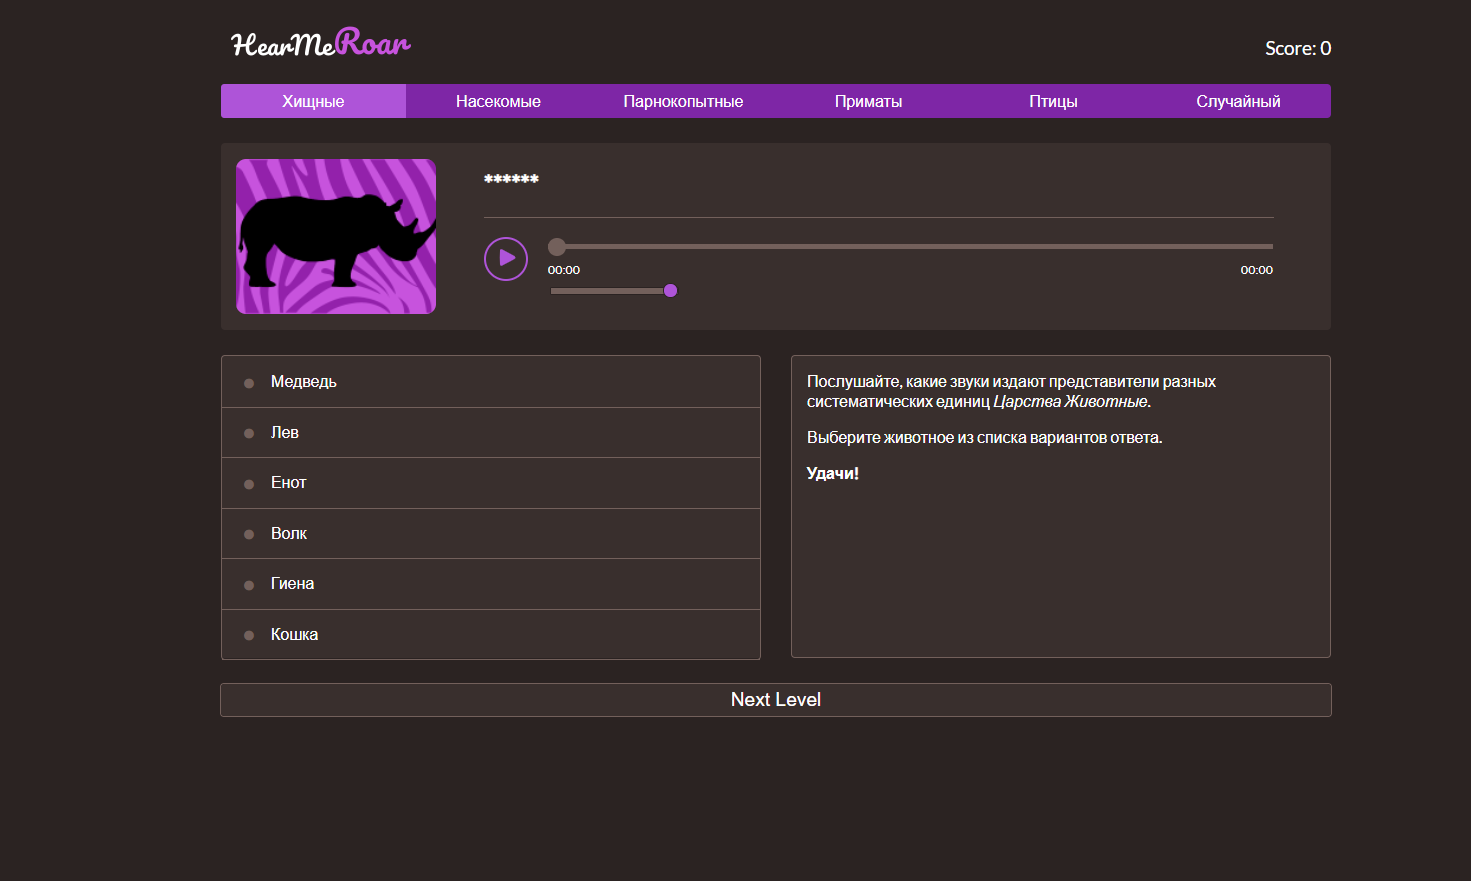 HearMeRoar
Score: 0
Хищные Насекомые Парнокопытные Приматы Птицы Случайный
******
00:00 00:00
Медведь
Лев
Енот
Волк
Гиена
Кошка
Послушайте, какие звуки издают представители разных
систематических единиц Царства Животные.
Выберите животное из списка вариантов ответа.
Удачи!
Next Level